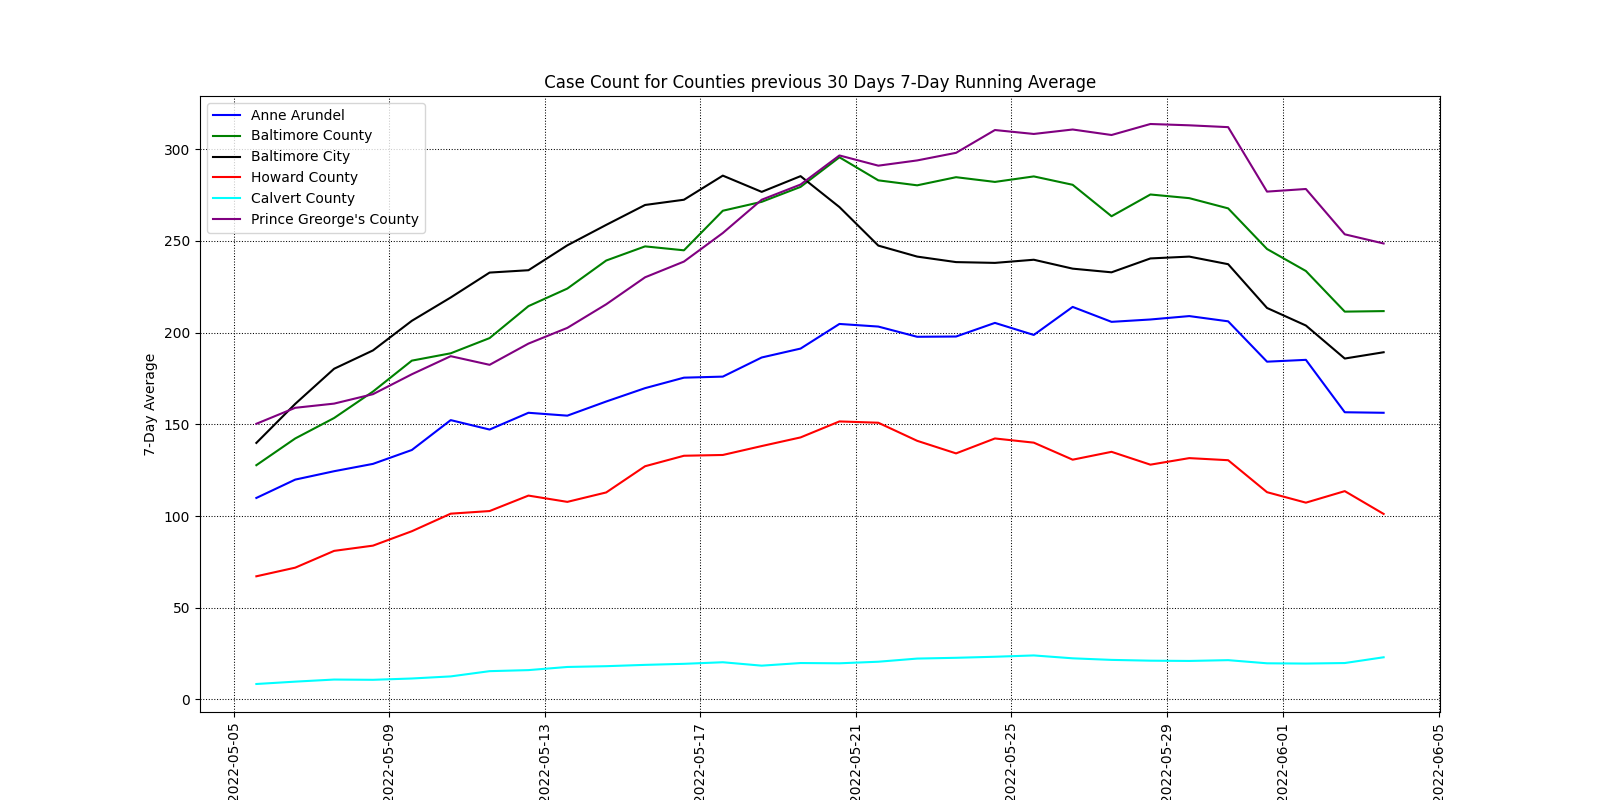 Case Count for Counties previous 30 Days 7-Day Running Average
Anne Arundel
Baltimore County
Baltimore City
Howard County
Calvert County
Prince Greorge's County
7-Day Average
300
250
200
150
100
50
0
2022-05-05
2022-05-09
2022-05-13
2022-05-17
2022-05-21
2022-05-25
2022-05-29
2022-06-01
2022-06-05